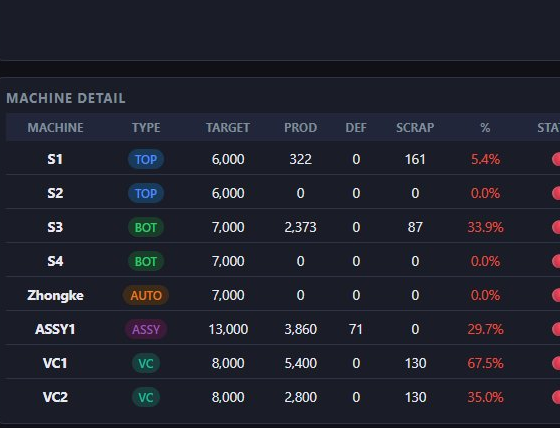 MACHINE DETAIL
MACHINE TYPE TARGET PROD DEF SCRAP % STAT
S1 TOP 6,000 322 0 161 5.4%
S2 TOP 6,000 0 0 0 0.0%
S3 BOT 7,000 2,373 0 87 33.9%
S4 BOT 7,000 0 0 0 0.0%
Zhongke AUTO 7,000 0 0 0 0.0%
ASSY1 ASSY 13,000 3,860 71 0 29.7%
VC1 VC 8,000 5,400 0 130 67.5%
VC2 VC 8,000 2,800 0 130 35.0%